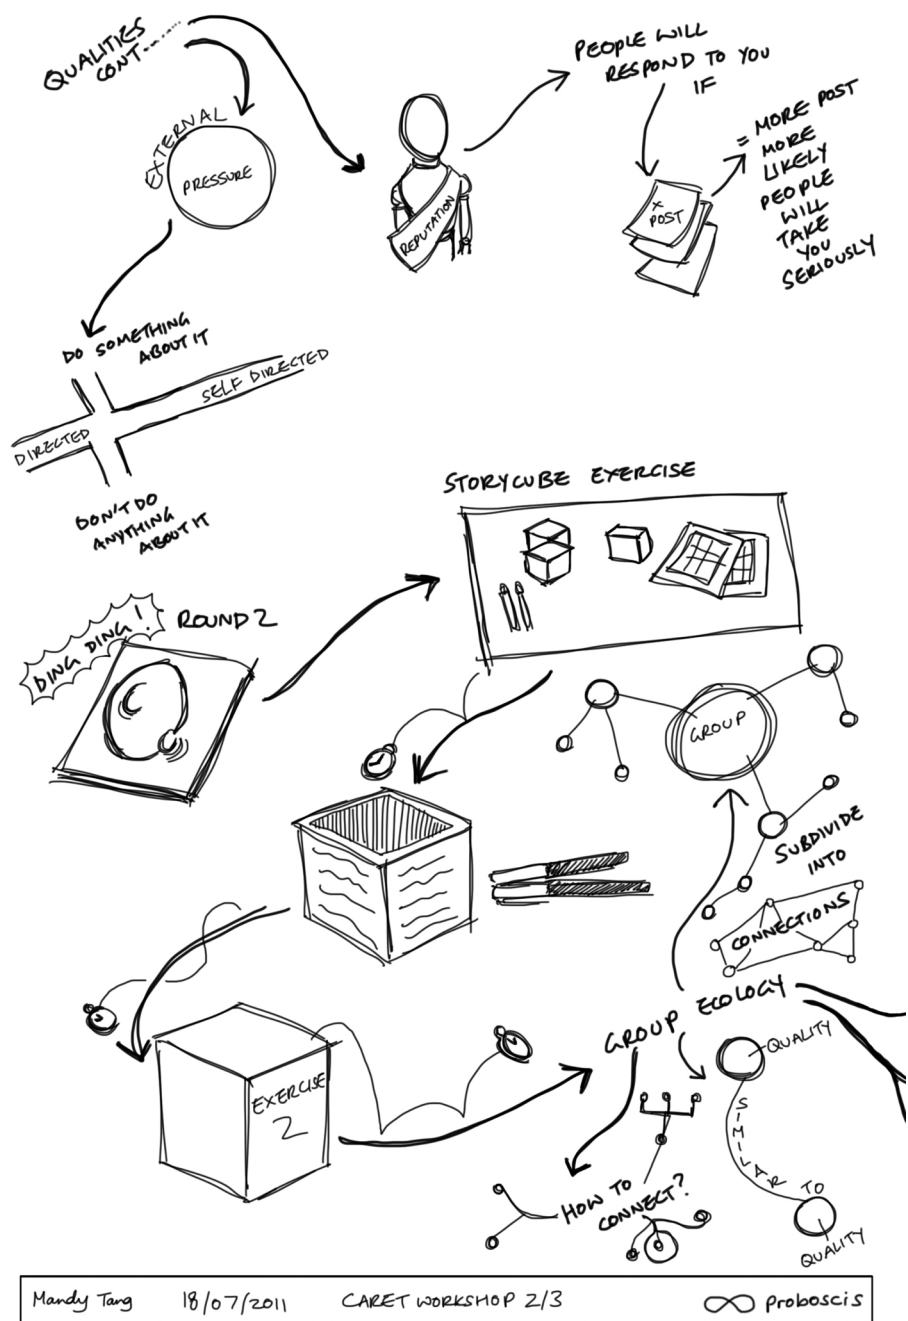 QUALITIES
CONT......
EXTERNAL
PRESSURE
REPUTATION
PEOPLE WILL
RESPOND TO YOU
IF
x
POST
= MORE POST
MORE
LIKELY
PEOPLE
WILL
TAKE
YOU
SERIOUSLY
DO SOMETHING
ABOUT IT
SELF DIRECTED
DIRECTED
DON'T DO
ANYTHING
ABOUT IT
STORYCUBE EXERCISE
DING DING!
ROUND 2
GROUP
SUBDIVIDE
INTO
CONNECTIONS
GROUP ECOLOGY
EXERCISE
2
QUALITY
SIMILAR
TO
QUALITY
HOW TO
CONNECT?
Mandy Tang 18/07/2011 CARET WORKSHOP 2/3 proboscis